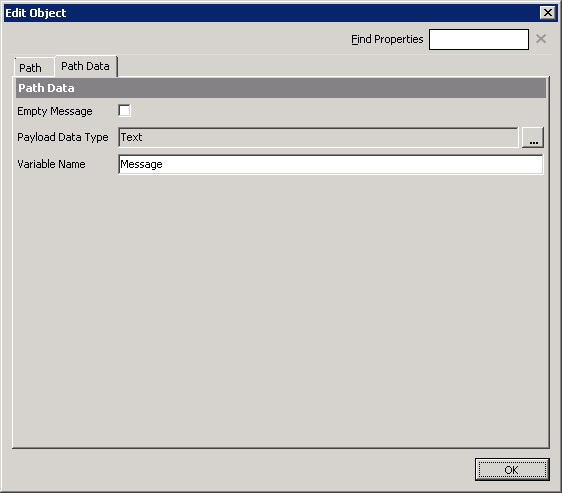 Edit Object
Find Properties
Path
Path Data
Path Data
Empty Message
Payload Data Type Text ...
Variable Name Message
OK